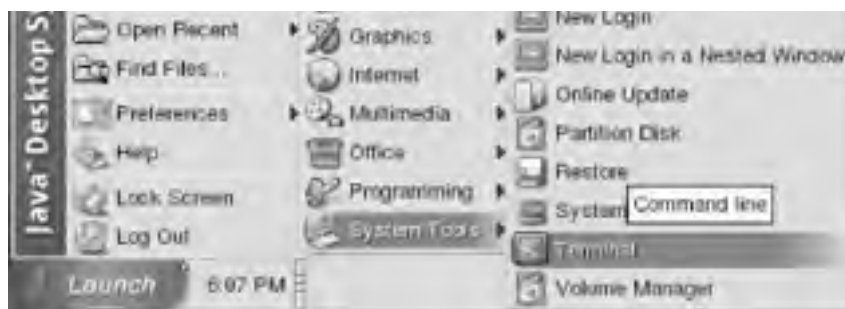 Java™ Desktop Sy
Open Recent
Find Files...
Preferences
Help
Lock Screen
Log Out
Launch
6:07 PM
Graphics
Internet
Multimedia
Office
Programming
System Tools
New Login
New Login in a Nested Window
Online Update
Partition Disk
Restore
System
Command line
Terminal
Volume Manager